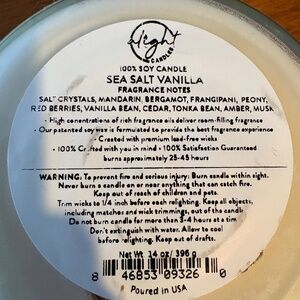 alight
CANDLES
100% SOY CANDLE
SEA SALT VANILLA
FRAGRANCE NOTES
SALT CRYSTALS, MANDARIN, BERGAMOT, FRANGIPANI, PEONY,
RED BERRIES, VANILLA BEAN, CEDAR, TONKA BEAN, AMBER, MUSK
• High concentrations of rich fragrance oils deliver room-filling fragrance
• Our patented soy wax is formulated to provide the best fragrance experience
• Created with premium lead-free wicks
• 100% Crafted with you in mind • 100% Satisfaction Guaranteed
burns approximately 25-45 hours
WARNING: To prevent fire and serious injury: Burn candle within sight.
Never burn a candle on or near anything that can catch fire.
Keep out of reach of children and pets.
Trim wicks to 1/4 inch before each relighting. Keep all objects,
including matches and wick trimmings, out of the candle
Do not burn candle for more than 3-4 hours at a time
Don't extinguish with water. Allow to cool
before relighting. Keep out of drafts.
Net Wt. 14 oz/ 396 g
8 46853 09326 0
Poured in USA